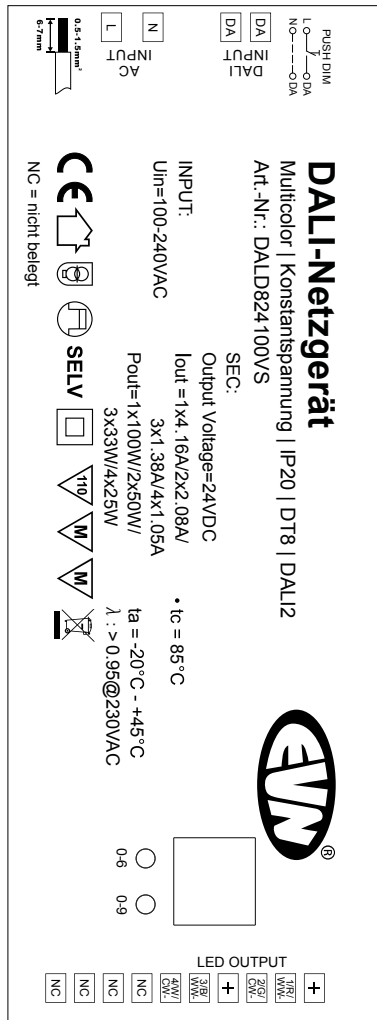 PUSH DIM
L
DA
N
DA
DA
DA
DALI
INPUT
N
L
AC
INPUT
0.5-1.5mm²
6-7mm
DALI-Netzgerät
Multicolor | Konstantspannung | IP20 | DT8 | DALI2
Art.-Nr.: DALD824100VS
INPUT:
Uin=100-240VAC
SEC:
Output Voltage=24VDC
Iout =1x4.16A/2x2.08A/
3x1.38A/4x1.05A
Pout=1x100W/2x50W/
3x33W/4x25W
• tc = 85°C
ta = -20°C - +45°C
λ : > 0.95@230VAC
CE
SELV
110
M
M
NC = nicht belegt
EVN®
0-6
0-9
LED OUTPUT
+
1/R/
WW-
2/G/
CW-
+
3/B/
WW-
4/W/
CW-
NC
NC
NC
NC